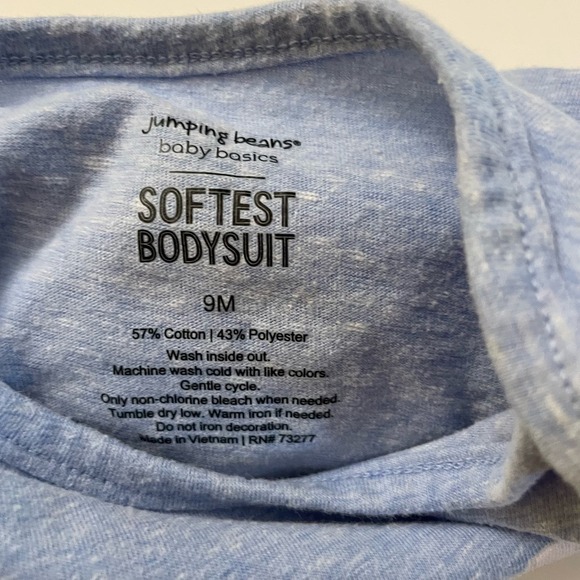 jumping beans®
baby basics
SOFTEST
BODYSUIT
9M
57% Cotton | 43% Polyester
Wash inside out.
Machine wash cold with like colors.
Gentle cycle.
Only non-chlorine bleach when needed.
Tumble dry low. Warm iron if needed.
Do not iron decoration.
Made in Vietnam | RN# 73277